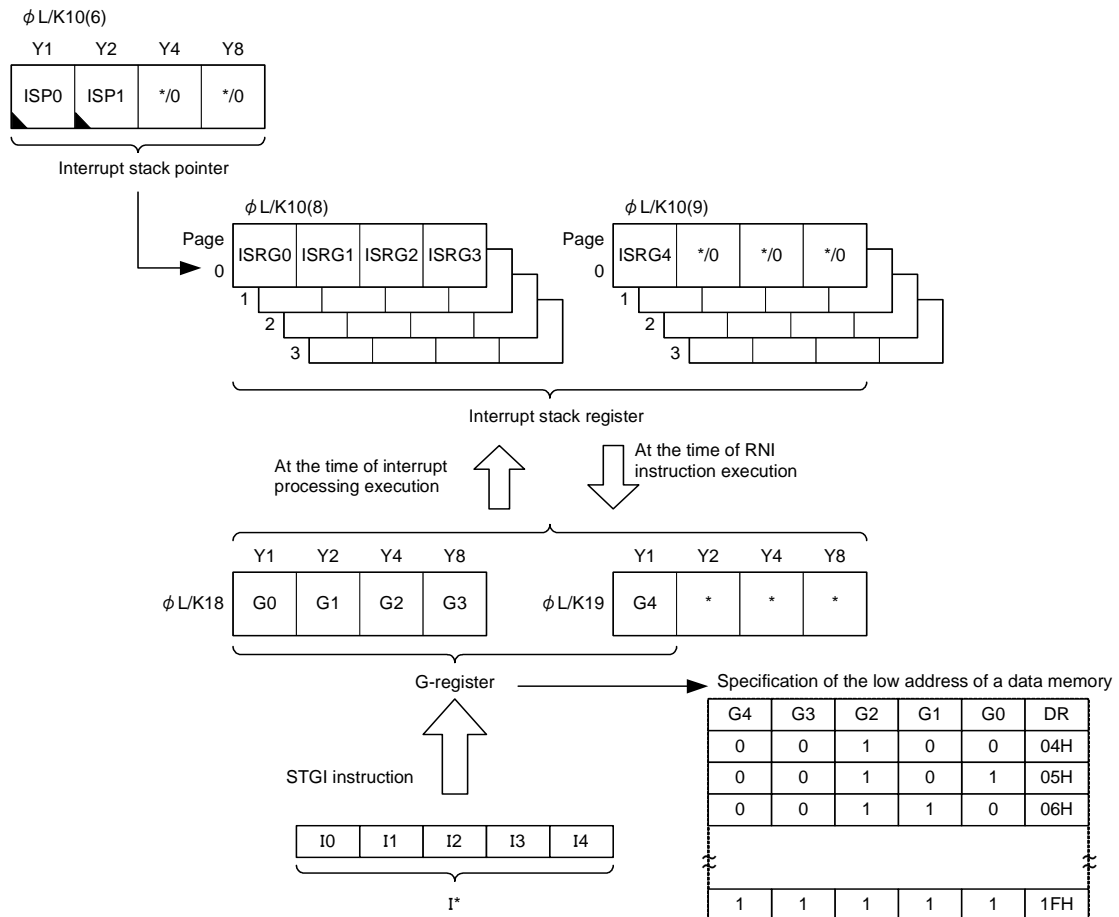 ϕL/K10(6)
Y1 Y2 Y4 Y8
ISP0 ISP1 */0 */0
Interrupt stack pointer
ϕL/K10(8) ϕL/K10(9)
Page Page
ISRG0 ISRG1 ISRG2 ISRG3 ISRG4 */0 */0 */0
0 0
1 1
2 2
3 3
Interrupt stack register
At the time of interrupt
processing execution
At the time of RNI
instruction execution
Y1 Y2 Y4 Y8 Y1 Y2 Y4 Y8
ϕL/K18 G0 G1 G2 G3 ϕL/K19 G4 * * *
G-register
Specification of the low address of a data memory
G4 G3 G2 G1 G0 DR
0 0 1 0 0 04H
0 0 1 0 1 05H
0 0 1 1 0 06H
1 1 1 1 1 1FH
STGI instruction
I0 I1 I2 I3 I4
I*